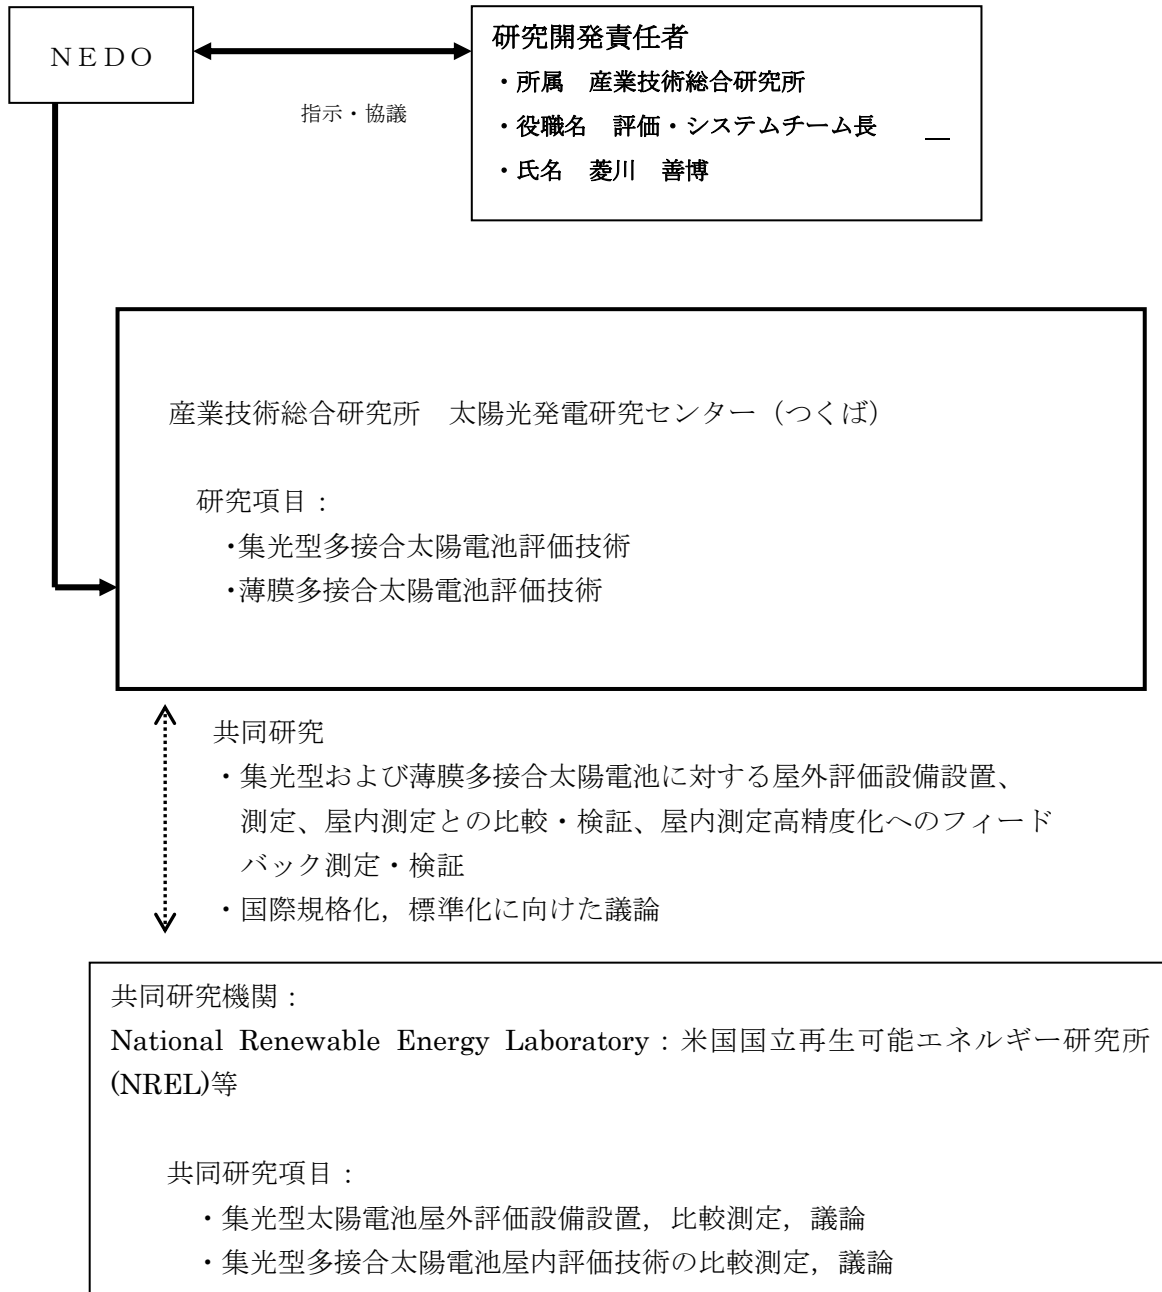 ＮＥＤＯ
指示・協議
研究開発責任者
・所属　産業技術総合研究所
・役職名　評価・システムチーム長
・氏名　菱川　善博
産業技術総合研究所　太陽光発電研究センター（つくば）
研究項目：
・集光型多接合太陽電池評価技術
・薄膜多接合太陽電池評価技術
共同研究
・集光型および薄膜多接合太陽電池に対する屋外評価設備設置、
測定、屋内測定との比較・検証、屋内測定高精度化へのフィード
バック測定・検証
・国際規格化，標準化に向けた議論
共同研究機関：
National Renewable Energy Laboratory：米国国立再生可能エネルギー研究所
(NREL)等
共同研究項目：
・集光型太陽電池屋外評価設備設置，比較測定，議論
・集光型多接合太陽電池屋内評価技術の比較測定，議論